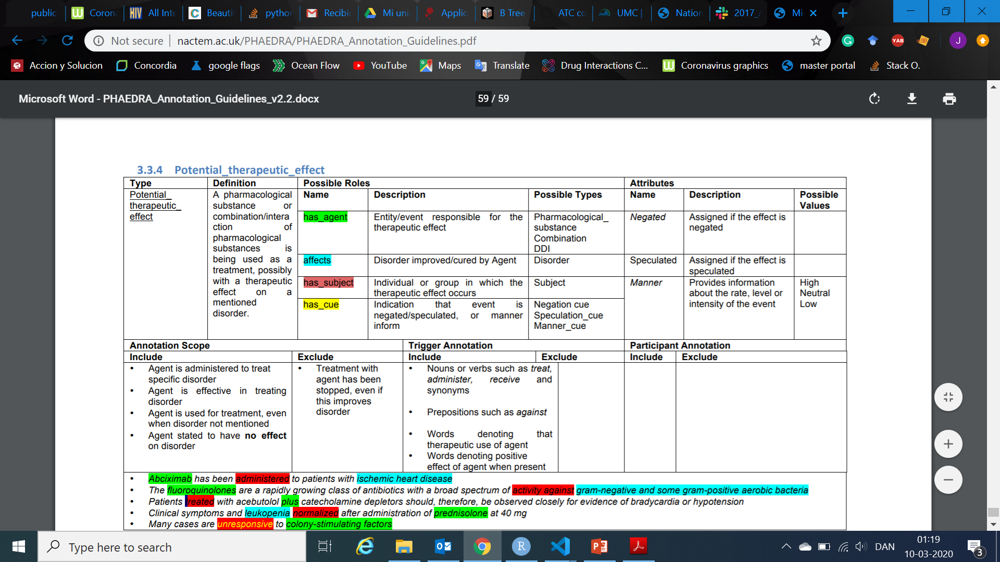 public
Coron
All Inte
Beauti
python
Recibi
Mi uni
Applic
B Tree
ATC co
UMC |
Nation
2017_
Mi
Not secure
nactem.ac.uk/PHAEDRA/PHAEDRA_Annotation_Guidelines.pdf
YAB
J
Accion y Solucion
Concordia
google flags
Ocean Flow
YouTube
Maps
Translate
Drug Interactions C...
Coronavirus graphics
master portal
Stack O.
Microsoft Word - PHAEDRA_Annotation_Guidelines_v2.2.docx
59 / 59
3.3.4 Potential_therapeutic_effect
Type
Definition
Possible Roles
Attributes
Potential_
therapeutic_
effect
A pharmacological
substance or
combination/intera
ction of
pharmacological
substances is
being used as a
treatment, possibly
with a therapeutic
effect on a
mentioned
disorder.
Name
Description
Possible Types
Name
Description
Possible
Values
has_agent
Entity/event responsible for the
therapeutic effect
Pharmacological_
substance
Combination
DDI
Negated
Assigned if the effect is
negated
affects
Disorder improved/cured by Agent
Disorder
Speculated
Assigned if the effect is
speculated
has_subject
Individual or group in which the
therapeutic effect occurs
Subject
Manner
Provides information
about the rate, level or
intensity of the event
High
Neutral
Low
has_cue
Indication that event is
negated/speculated, or manner
inform
Negation cue
Speculation_cue
Manner_cue
Annotation Scope
Trigger Annotation
Participant Annotation
Include
Exclude
Include
Exclude
Include
Exclude
• Agent is administered to treat
specific disorder
• Agent is effective in treating
disorder
• Agent is used for treatment, even
when disorder not mentioned
• Agent stated to have no effect
on disorder
• Treatment with
agent has been
stopped, even if
this improves
disorder
• Nouns or verbs such as treat,
administer, receive and
synonyms
• Prepositions such as against
• Words denoting that
therapeutic use of agent
• Words denoting positive
effect of agent when present
• Abciximab has been administered to patients with ischemic heart disease
• The fluoroquinolones are a rapidly growing class of antibiotics with a broad spectrum of activity against gram-negative and some gram-positive aerobic bacteria
• Patients treated with acebutolol plus catecholamine depletors should, therefore, be observed closely for evidence of bradycardia or hypotension
• Clinical symptoms and leukopenia normalized after administration of prednisolone at 40 mg
• Many cases are unresponsive to colony-stimulating factors
Type here to search
DAN
01:19
10-03-2020
3